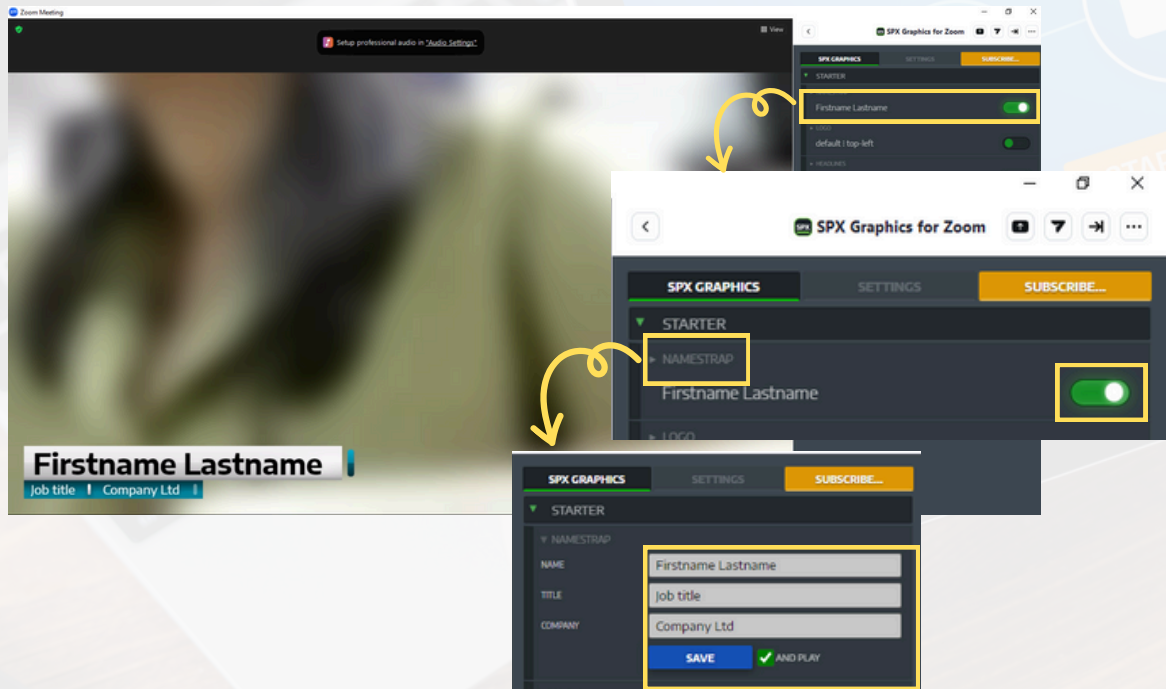 Zoom Meeting
Setup professional audio in "Audio Settings"
View
SPX Graphics for Zoom
SPX GRAPHICS
SETTINGS
SUBSCRIBE...
STARTER
Firstname Lastname
LOGO
default | top-left
HEADLINES
SPX Graphics for Zoom
SPX GRAPHICS
SETTINGS
SUBSCRIBE...
STARTER
NAMESTRAP
Firstname Lastname
LOGO
Firstname Lastname
Job title | Company Ltd
SPX GRAPHICS
SETTINGS
SUBSCRIBE...
STARTER
NAMESTRAP
NAME
Firstname Lastname
TITLE
Job title
COMPANY
Company Ltd
SAVE
AND PLAY